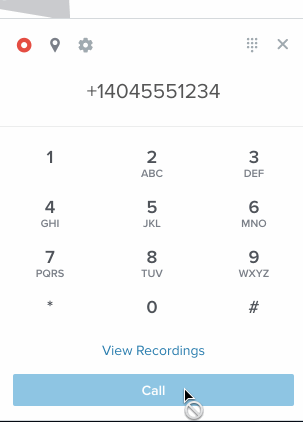 +14045551234
1 2 3
ABC DEF
4 5 6
GHI JKL MNO
7 8 9
PQRS TUV WXYZ
* 0 #
View Recordings
Call